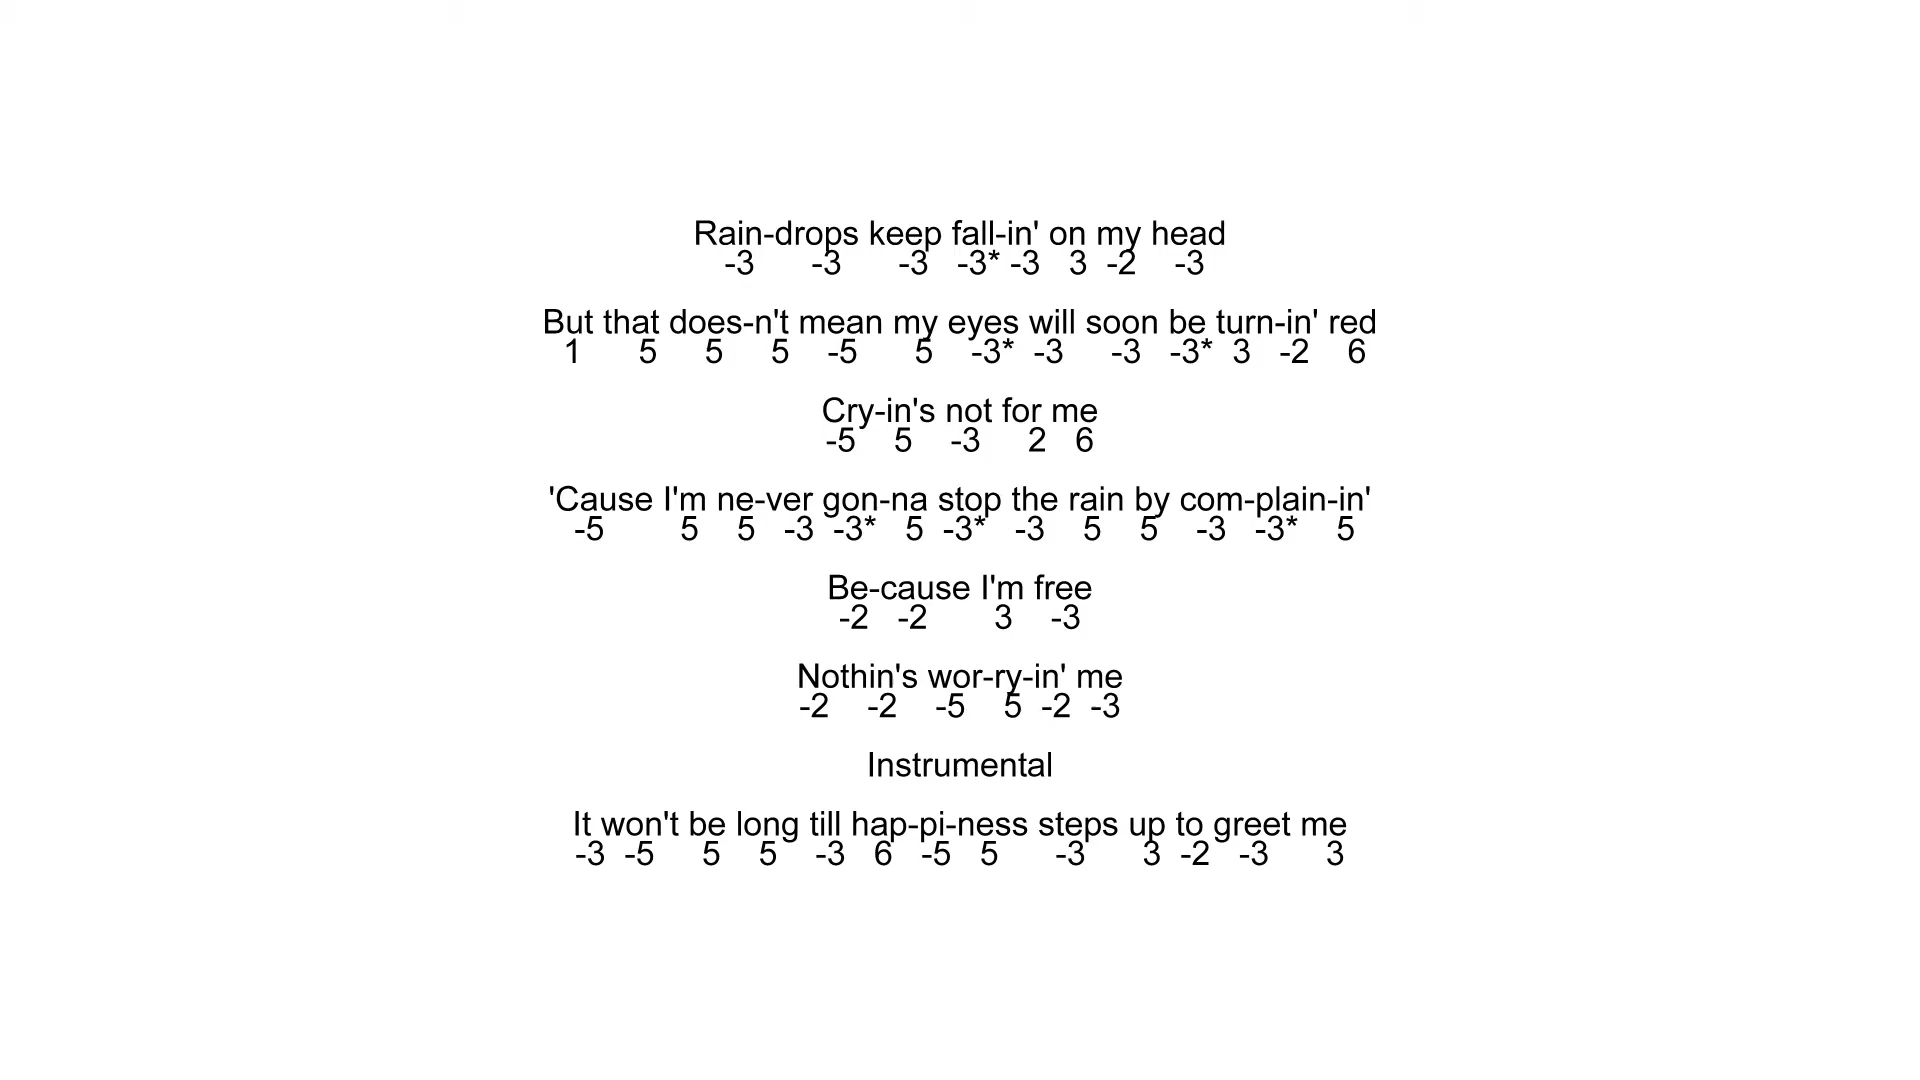 Rain-drops keep fall-in' on my head
-3 -3 -3 -3* -3 3 -2 -3
But that does-n't mean my eyes will soon be turn-in' red
1 5 5 5 -5 5 -3* -3 -3 -3* 3 -2 6
Cry-in's not for me
-5 5 -3 2 6
'Cause I'm ne-ver gon-na stop the rain by com-plain-in'
-5 5 5 -3 -3* 5 -3* -3 5 5 -3 -3* 5
Be-cause I'm free
-2 -2 3 -3
Nothin's wor-ry-in' me
-2 -2 -5 5 -2 -3
Instrumental
It won't be long till hap-pi-ness steps up to greet me
-3 -5 5 5 -3 6 -5 5 -3 3 -2 -3 3